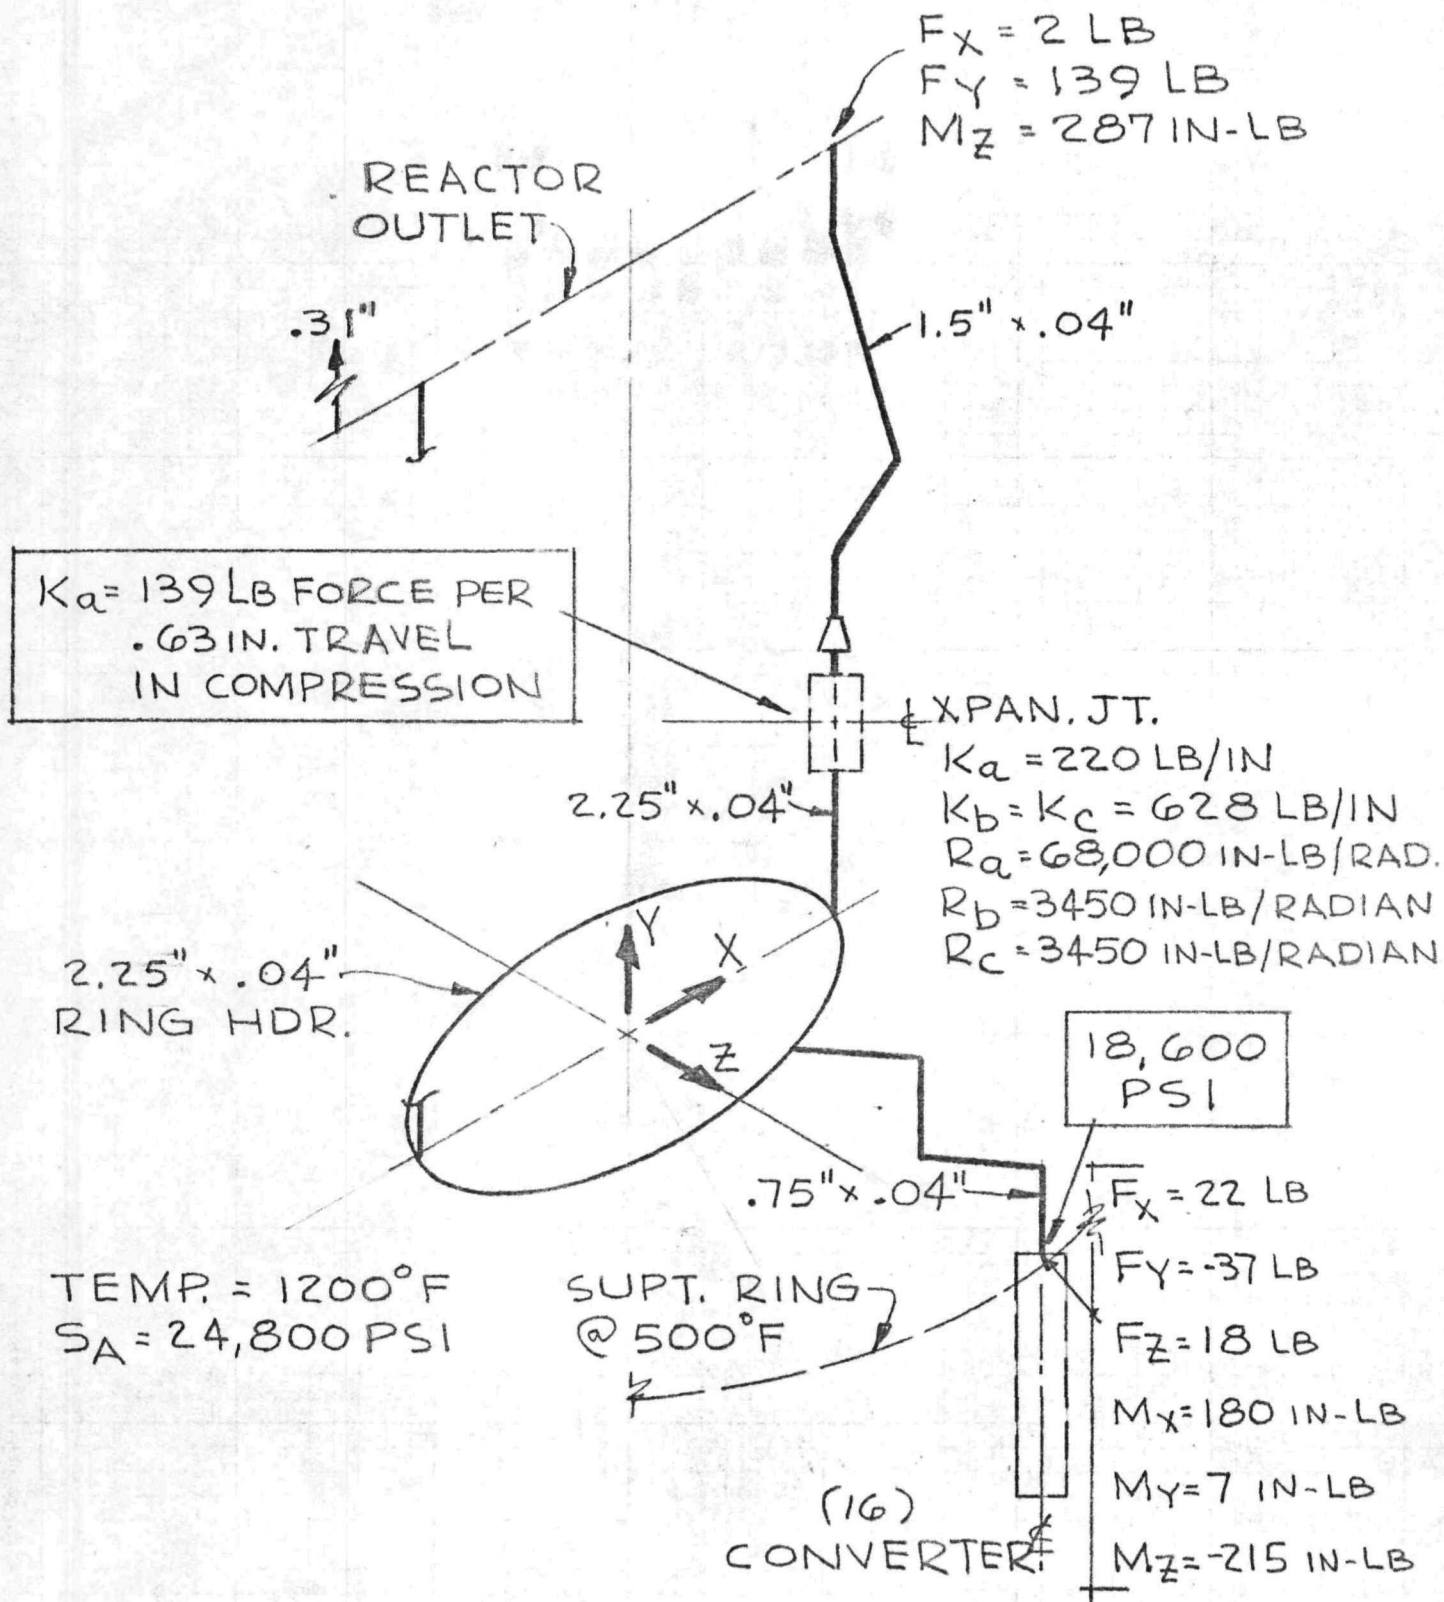 FX = 2 LB
FY = 139 LB
MZ = 287 IN-LB
REACTOR
OUTLET
.31"
1.5" x .04"
Ka = 139 LB FORCE PER
.63 IN. TRAVEL
IN COMPRESSION
℄ XPAN. JT.
Ka = 220 LB/IN
Kb = Kc = 628 LB/IN
Ra = 68,000 IN-LB/RAD.
Rb = 3450 IN-LB/RADIAN
Rc = 3450 IN-LB/RADIAN
2.25" x .04"
Y
X
Z
2.25" x .04"
RING HDR.
18,600
PSI
.75" x .04"
FX = 22 LB
FY = -37 LB
FZ = 18 LB
MX = 180 IN-LB
MY = 7 IN-LB
MZ = -215 IN-LB
TEMP. = 1200°F
SA = 24,800 PSI
SUPT. RING
@ 500°F
(16)
CONVERTER ℄